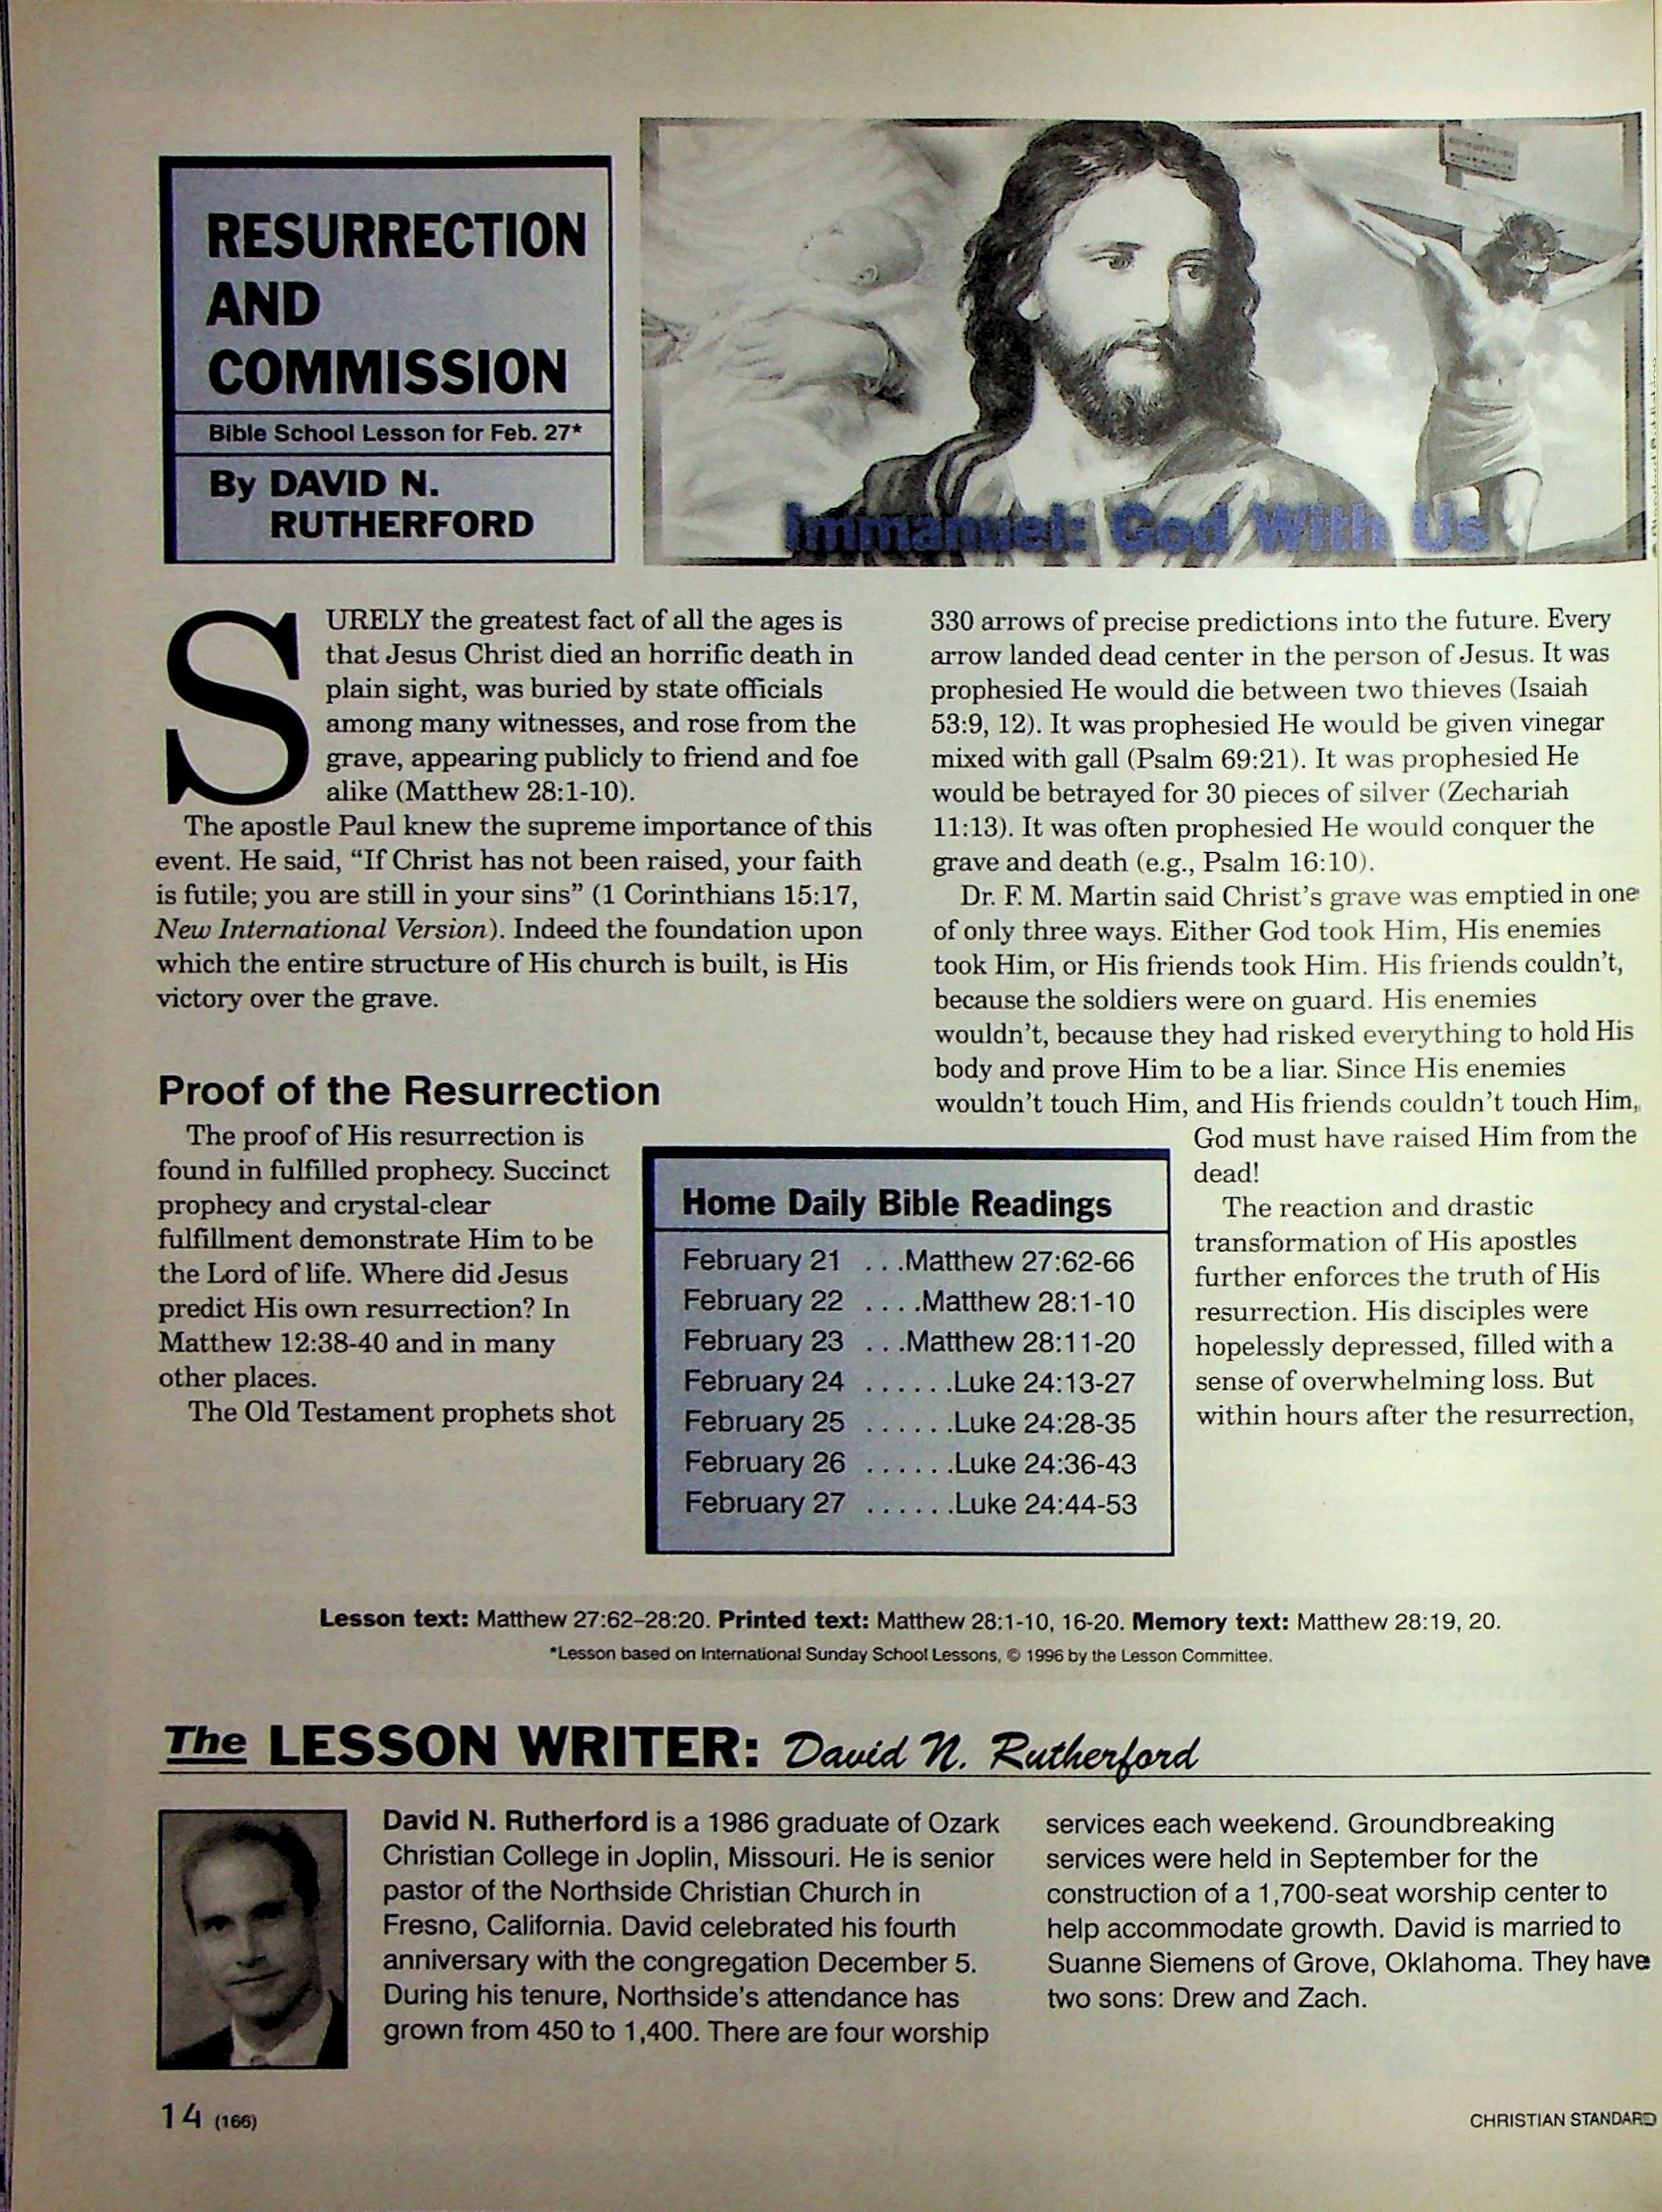 RESURRECTION
AND
COMMISSION
Bible School Lesson for Feb. 27*
By DAVID N.
RUTHERFORD
Immanuel: God With Us
SURELY the greatest fact of all the ages is
that Jesus Christ died an horrific death in
plain sight, was buried by state officials
among many witnesses, and rose from the
grave, appearing publicly to friend and foe
alike (Matthew 28:1-10).
The apostle Paul knew the supreme importance of this
event. He said, “If Christ has not been raised, your faith
is futile; you are still in your sins” (1 Corinthians 15:17,
New International Version). Indeed the foundation upon
which the entire structure of His church is built, is His
victory over the grave.
Proof of the Resurrection
The proof of His resurrection is
found in fulfilled prophecy. Succinct
prophecy and crystal-clear
fulfillment demonstrate Him to be
the Lord of life. Where did Jesus
predict His own resurrection? In
Matthew 12:38-40 and in many
other places.
The Old Testament prophets shot
330 arrows of precise predictions into the future. Every
arrow landed dead center in the person of Jesus. It was
prophesied He would die between two thieves (Isaiah
53:9, 12). It was prophesied He would be given vinegar
mixed with gall (Psalm 69:21). It was prophesied He
would be betrayed for 30 pieces of silver (Zechariah
11:13). It was often prophesied He would conquer the
grave and death (e.g., Psalm 16:10).
Dr. F. M. Martin said Christ’s grave was emptied in one
of only three ways. Either God took Him, His enemies
took Him, or His friends took Him. His friends couldn’t,
because the soldiers were on guard. His enemies
wouldn’t, because they had risked everything to hold His
body and prove Him to be a liar. Since His enemies
wouldn’t touch Him, and His friends couldn’t touch Him,
God must have raised Him from the
dead!
The reaction and drastic
transformation of His apostles
further enforces the truth of His
resurrection. His disciples were
hopelessly depressed, filled with a
sense of overwhelming loss. But
within hours after the resurrection,
Home Daily Bible Readings
February 21 . . .Matthew 27:62-66
February 22 . . . .Matthew 28:1-10
February 23 . . .Matthew 28:11-20
February 24 . . . . . .Luke 24:13-27
February 25 . . . . . .Luke 24:28-35
February 26 . . . . . .Luke 24:36-43
February 27 . . . . . .Luke 24:44-53
Lesson text: Matthew 27:62–28:20. Printed text: Matthew 28:1-10, 16-20. Memory text: Matthew 28:19, 20.
*Lesson based on International Sunday School Lessons, © 1996 by the Lesson Committee.
The LESSON WRITER: David N. Rutherford
David N. Rutherford is a 1986 graduate of Ozark
Christian College in Joplin, Missouri. He is senior
pastor of the Northside Christian Church in
Fresno, California. David celebrated his fourth
anniversary with the congregation December 5.
During his tenure, Northside’s attendance has
grown from 450 to 1,400. There are four worship
services each weekend. Groundbreaking
services were held in September for the
construction of a 1,700-seat worship center to
help accommodate growth. David is married to
Suanne Siemens of Grove, Oklahoma. They have
two sons: Drew and Zach.
14 (166)
CHRISTIAN STANDARD